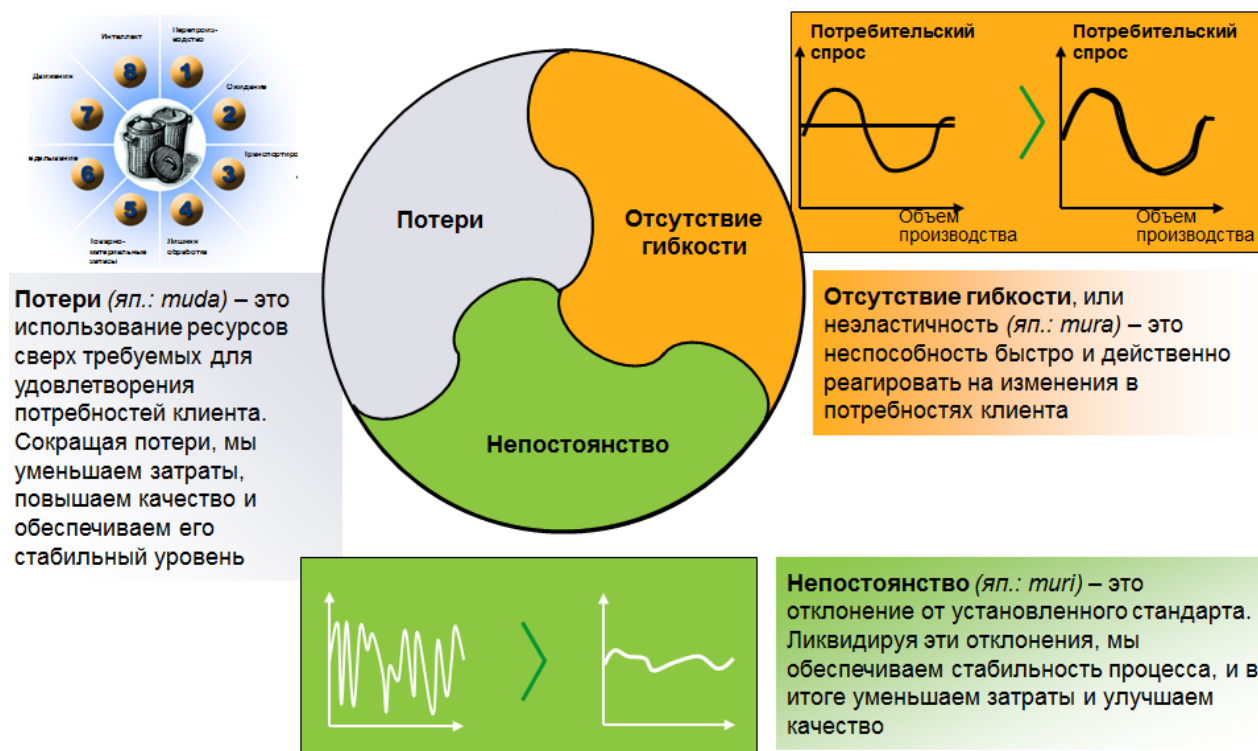 Интеллект
Перепроиз-
водство
8
1
Движения
Ожидание
7
2
еделывание
Транспортиро
6
3
5
4
Товарно-
материальные
запасы
Лишняя
обработка
Потери
Отсутствие
гибкости
Непостоянство
Потребительский
спрос
Объем
производства
Потребительский
спрос
Объем
производства
Потери (яп.: muda) – это
использование ресурсов
сверх требуемых для
удовлетворения
потребностей клиента.
Сокращая потери, мы
уменьшаем затраты,
повышаем качество и
обеспечиваем его
стабильный уровень
Отсутствие гибкости, или
неэластичность (яп.: mura) – это
неспособность быстро и действенно
реагировать на изменения в
потребностях клиента
Непостоянство (яп.: muri) – это
отклонение от установленного стандарта.
Ликвидируя эти отклонения, мы
обеспечиваем стабильность процесса, и в
итоге уменьшаем затраты и улучшаем
качество